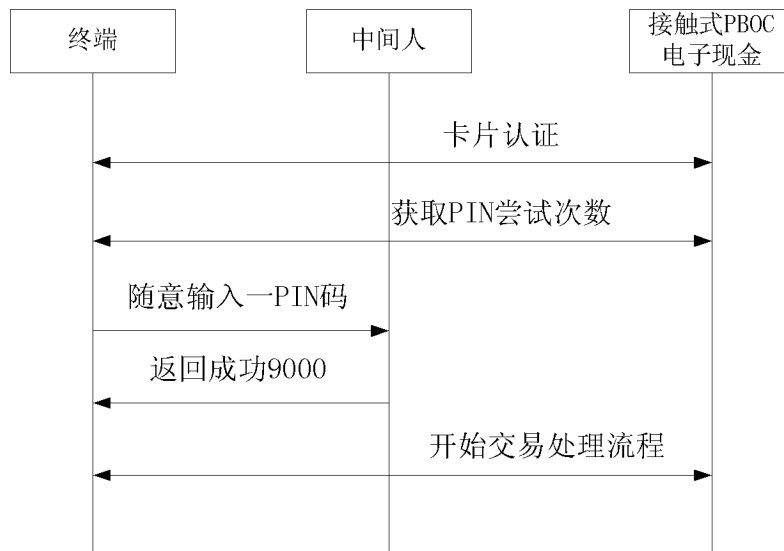 终端
中间人
接触式PBOC
电子现金
卡片认证
获取PIN尝试次数
随意输入一PIN码
返回成功9000
开始交易处理流程